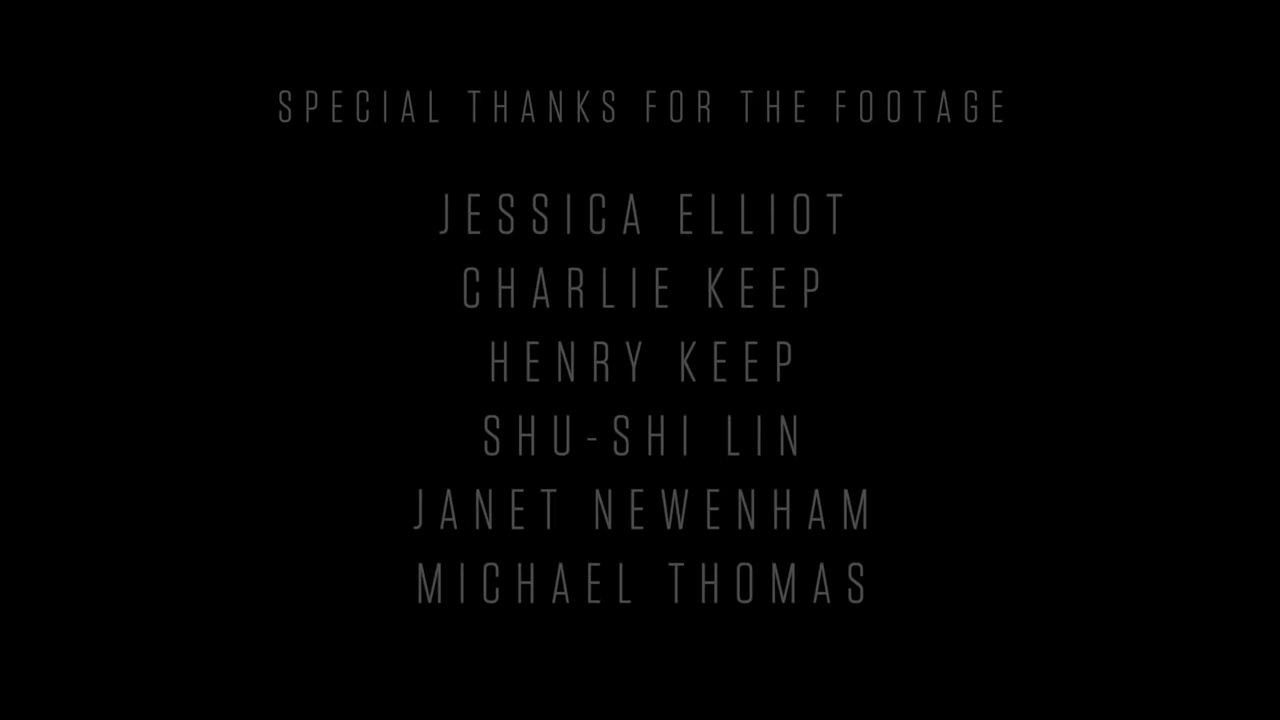 SPECIAL THANKS FOR THE FOOTAGE
JESSICA ELLIOT
CHARLIE KEEP
HENRY KEEP
SHU-SHI LIN
JANET NEWENHAM
MICHAEL THOMAS